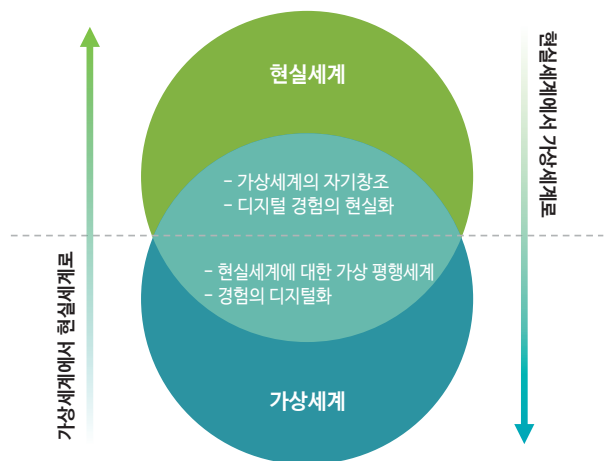 현실세계
- 가상세계의 자기창조
- 디지털 경험의 현실화
- 현실세계에 대한 가상 평행세계
- 경험의 디지털화
가상세계
가상세계에서 현실세계로
현실세계에서 가상세계로